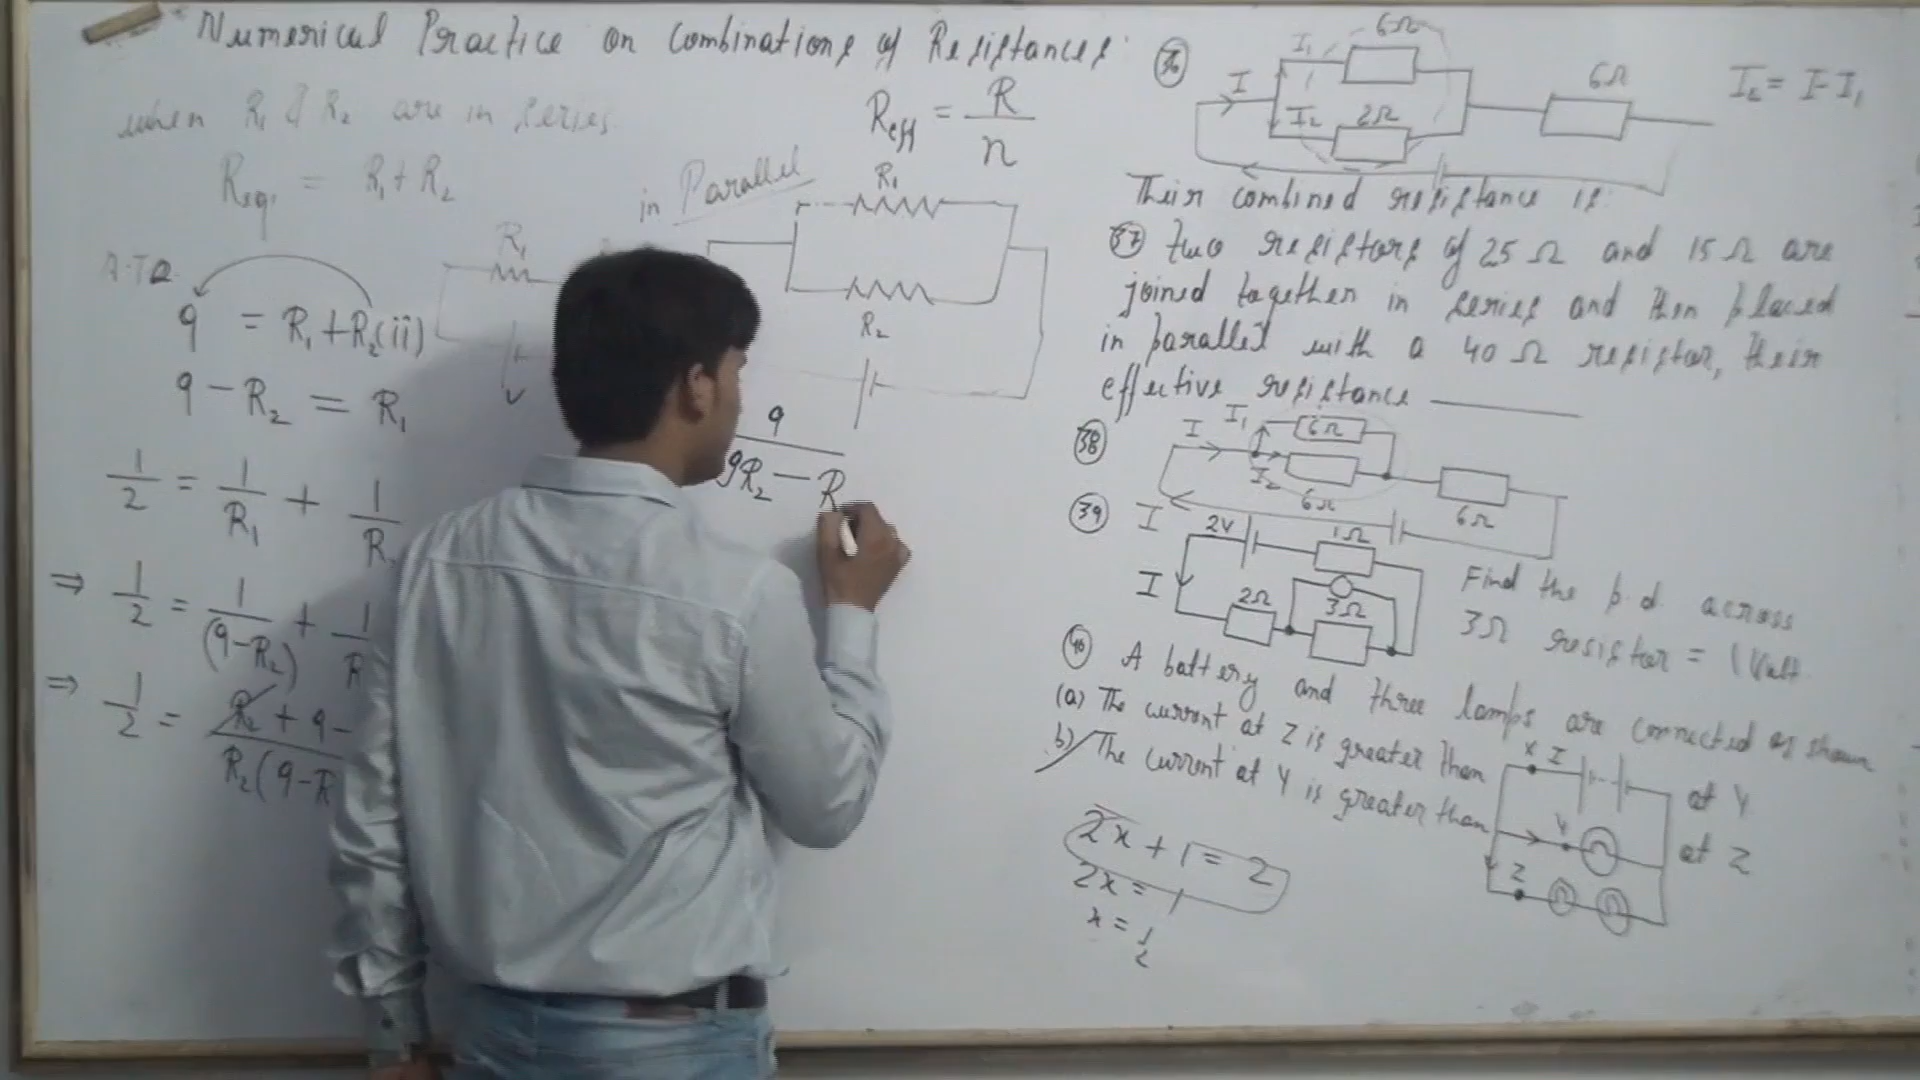 Numerical Practice on Combinations of Resistances
when R₁ & R₂ are in series
Req. = R₁ + R₂
A.T.Q.
9 = R₁ + R₂ (ii)
9 − R₂ = R₁
1/2 = 1/R₁ + 1/R
⇒ 1/2 = 1/(9−R₂) + 1/R
⇒ 1/2 = R₂ + 9 − / R₂(9−R
Reff = R/n
in Parallel
R₁
R₂
R₁
V
9 / 9R₂ − R
36
I
I₁
6Ω
I₂
2Ω
6Ω
I₂ = I − I₁
Their combined resistance is
37 Two resistors of 25 Ω and 15 Ω are
joined together in series and then placed
in parallel with a 40 Ω resistor, their
effective resistance
38
I
I₁
6Ω
I₂
6Ω
6Ω
39
I
2V
1Ω
I
2Ω
3Ω
Find the p.d. across
3Ω resistor = 1 Volt
40 A battery and three lamps are connected as shown
(a) The current at Z is greater than at Y
b) The current at Y is greater than at Z
X
I
Y
Z
2x + 1 = 2
2x = 1
x = 1/2